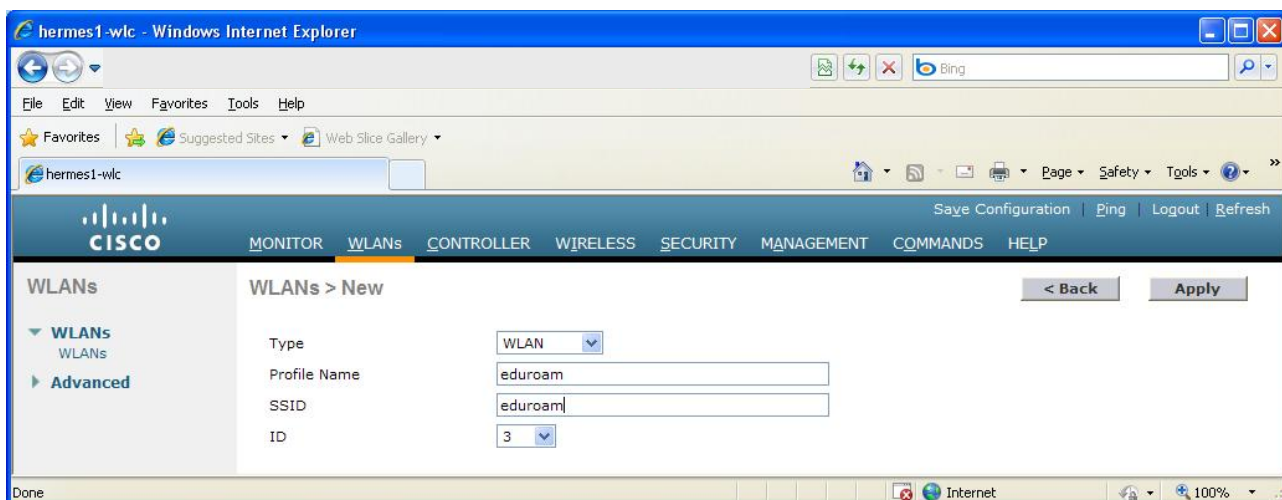 hermes1-wlc - Windows Internet Explorer
Bing
File Edit View Favorites Tools Help
Favorites Suggested Sites Web Slice Gallery
hermes1-wlc
Page Safety Tools »
Save Configuration | Ping | Logout | Refresh
CISCO
MONITOR WLANs CONTROLLER WIRELESS SECURITY MANAGEMENT COMMANDS HELP
WLANs
WLANs > New
< Back
Apply
WLANs
WLANs
Advanced
Type WLAN
Profile Name eduroam
SSID eduroam
ID 3
Done Internet 100%